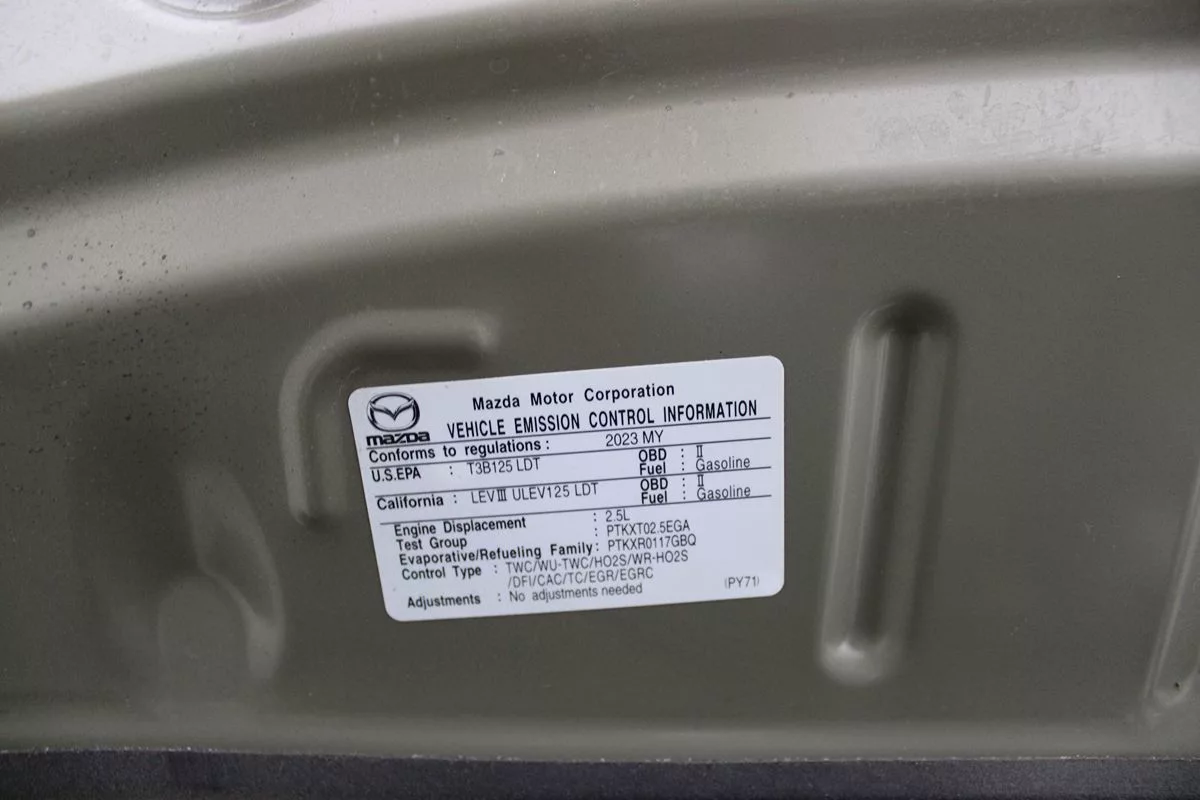 Mazda Motor Corporation
mazda VEHICLE EMISSION CONTROL INFORMATION
Conforms to regulations : 2023 MY
U.S.EPA : T3B125 LDT OBD : II
Fuel : Gasoline
California : LEVIII ULEV125 LDT OBD : II
Fuel : Gasoline
Engine Displacement : 2.5L
Test Group : PTKXT02.5EGA
Evaporative/Refueling Family : PTKXR0117GBQ
Control Type : TWC/WU-TWC/HO2S/WR-HO2S
/DFI/CAC/TC/EGR/EGRC
Adjustments : No adjustments needed (PY71)